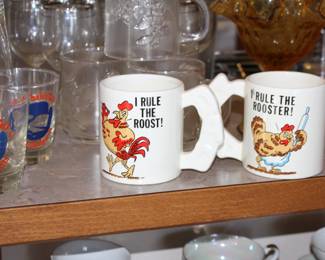 I RULE
THE
ROOST!
I RULE THE
ROOSTER!